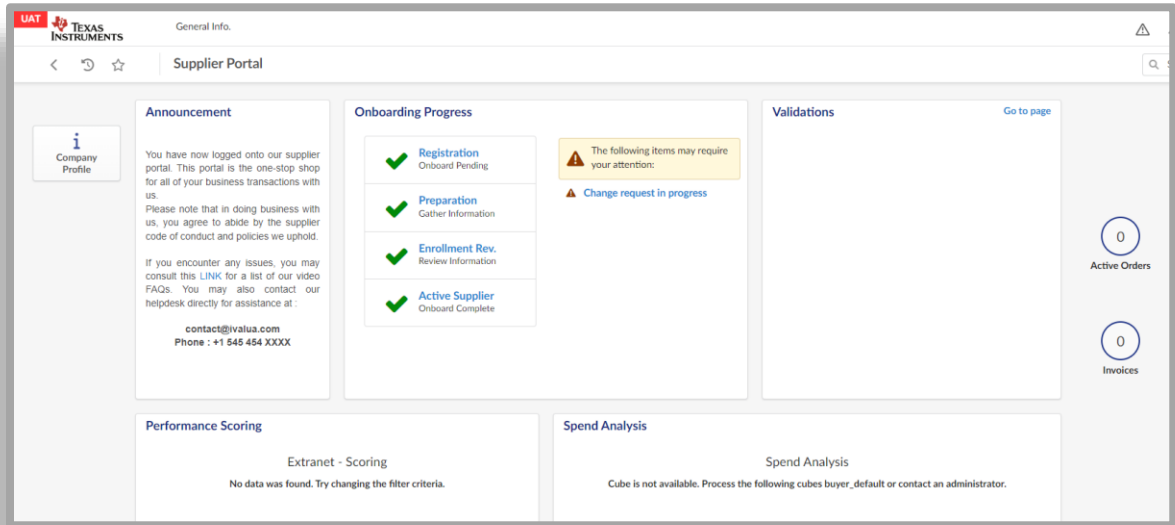 UAT
TEXAS
INSTRUMENTS
General Info.
Supplier Portal
Company
Profile
Announcement
You have now logged onto our supplier
portal. This portal is the one-stop shop
for all of your business transactions with
us.
Please note that in doing business with
us, you agree to abide by the supplier
code of conduct and policies we uphold.
If you encounter any issues, you may
consult this LINK for a list of our video
FAQs. You may also contact our
helpdesk directly for assistance at :
contact@ivalua.com
Phone : +1 545 454 XXXX
Onboarding Progress
Registration
Onboard Pending
Preparation
Gather Information
Enrollment Rev.
Review Information
Active Supplier
Onboard Complete
The following items may require
your attention:
Change request in progress
Validations
Go to page
0
Active Orders
0
Invoices
Performance Scoring
Extranet - Scoring
No data was found. Try changing the filter criteria.
Spend Analysis
Spend Analysis
Cube is not available. Process the following cubes buyer_default or contact an administrator.